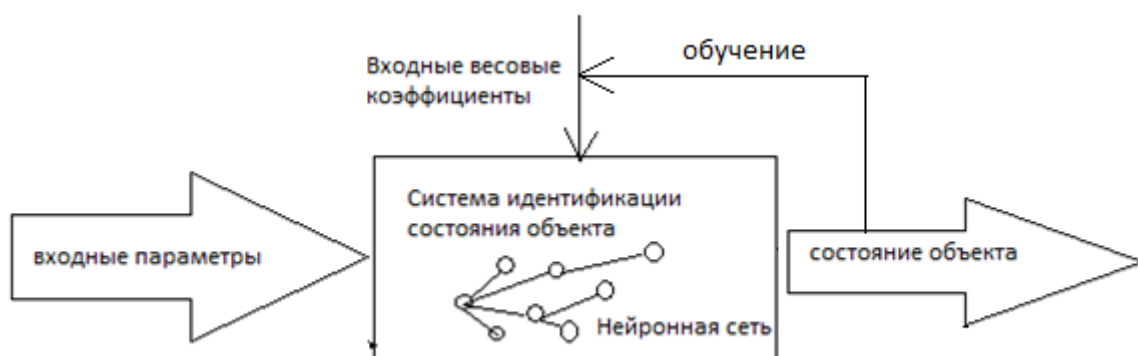 обучение
Входные весовые
коэффициенты
Система идентификации
состояния объекта
входные параметры
состояние объекта
Нейронная сеть